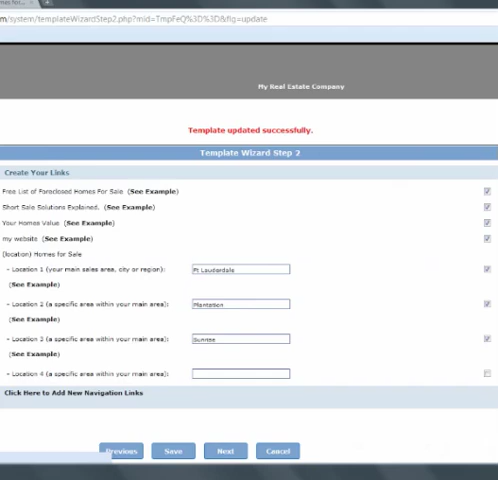 m/system/templateWizardStep2.php?mid=TmpFeQ%3D%3D&flg=update
My Real Estate Company
Template updated successfully.
Template Wizard Step 2
Create Your Links
Free List of Foreclosed Homes For Sale (See Example)
Short Sale Solutions Explained. (See Example)
Your Homes Value (See Example)
my website (See Example)
(location) Homes for Sale
- Location 1 (your main sales area, city or region): Ft Lauderdale
(See Example)
- Location 2 (a specific area within your main area): Plantation
(See Example)
- Location 3 (a specific area within your main area): Sunrise
(See Example)
- Location 4 (a specific area within your main area):
Click Here to Add New Navigation Links
Previous Save Next Cancel